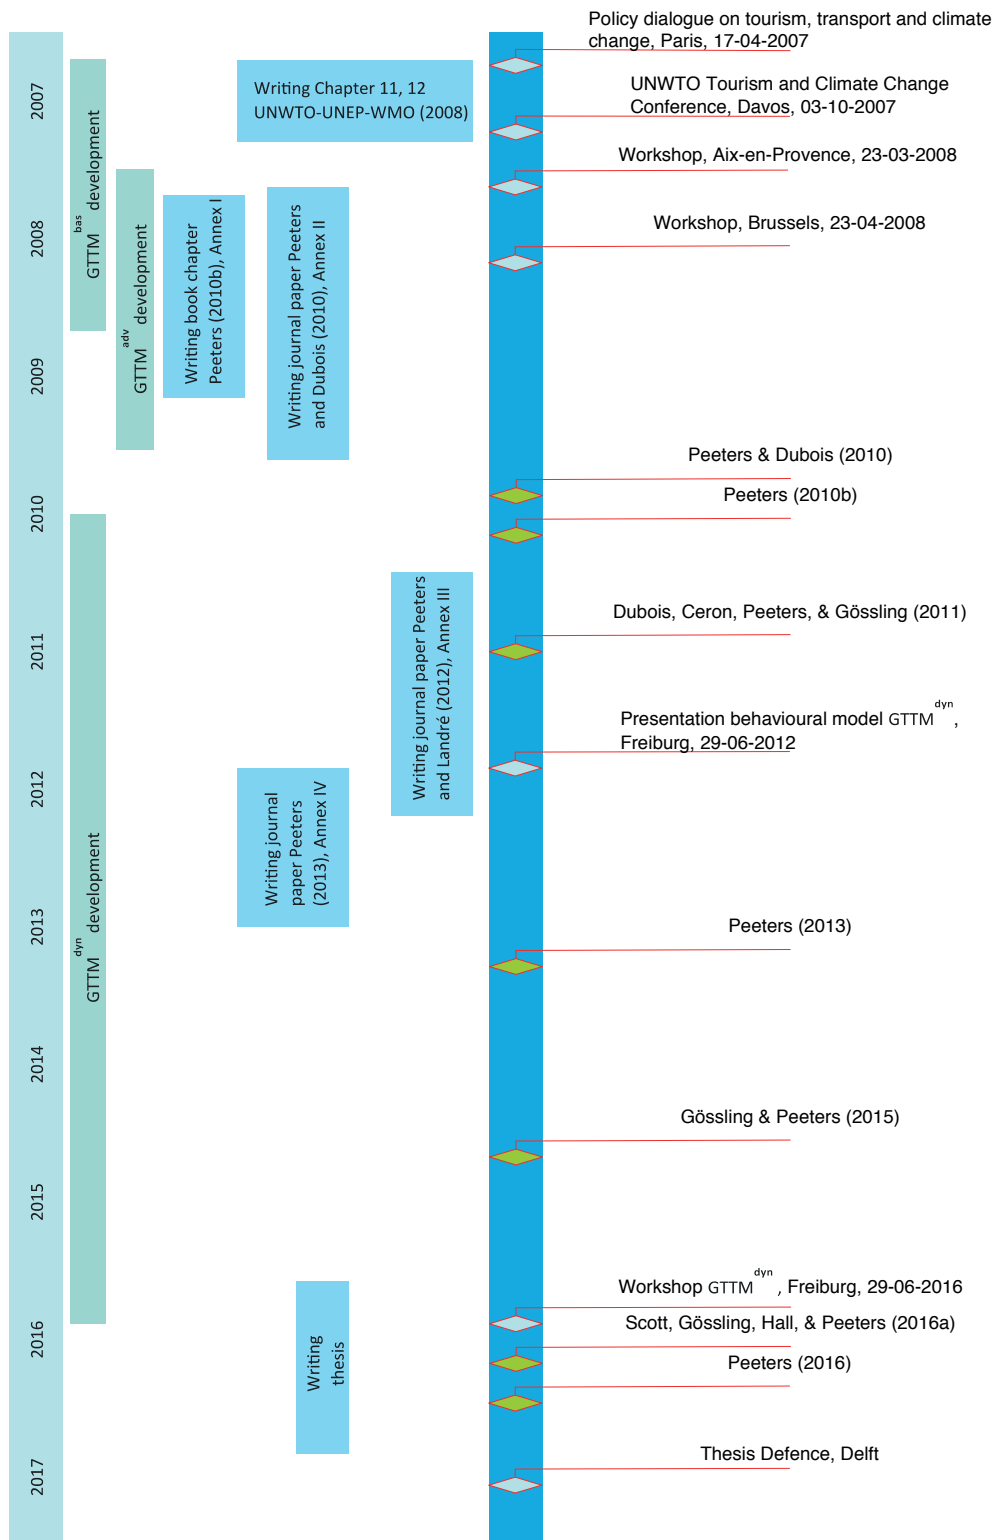 Policy dialogue on tourism, transport and climate
change, Paris, 17-04-2007
UNWTO Tourism and Climate Change
Conference, Davos, 03-10-2007
Workshop, Aix-en-Provence, 23-03-2008
Workshop, Brussels, 23-04-2008
Peeters & Dubois (2010)
Peeters (2010b)
Dubois, Ceron, Peeters, & Gössling (2011)
Presentation behavioural model GTTM^dyn,
Freiburg, 29-06-2012
Peeters (2013)
Gössling & Peeters (2015)
Workshop GTTM^dyn, Freiburg, 29-06-2016
Scott, Gössling, Hall, & Peeters (2016a)
Peeters (2016)
Thesis Defence, Delft
2007
2008
2009
2010
2011
2012
2013
2014
2015
2016
2017
GTTM^bas development
GTTM^adv development
GTTM^dyn development
Writing Chapter 11, 12
UNWTO-UNEP-WMO (2008)
Writing book chapter
Peeters (2010b), Annex I
Writing journal paper Peeters
and Dubois (2010), Annex II
Writing journal paper Peeters
and Landré (2012), Annex III
Writing journal
paper Peeters
(2013), Annex IV
Writing
thesis